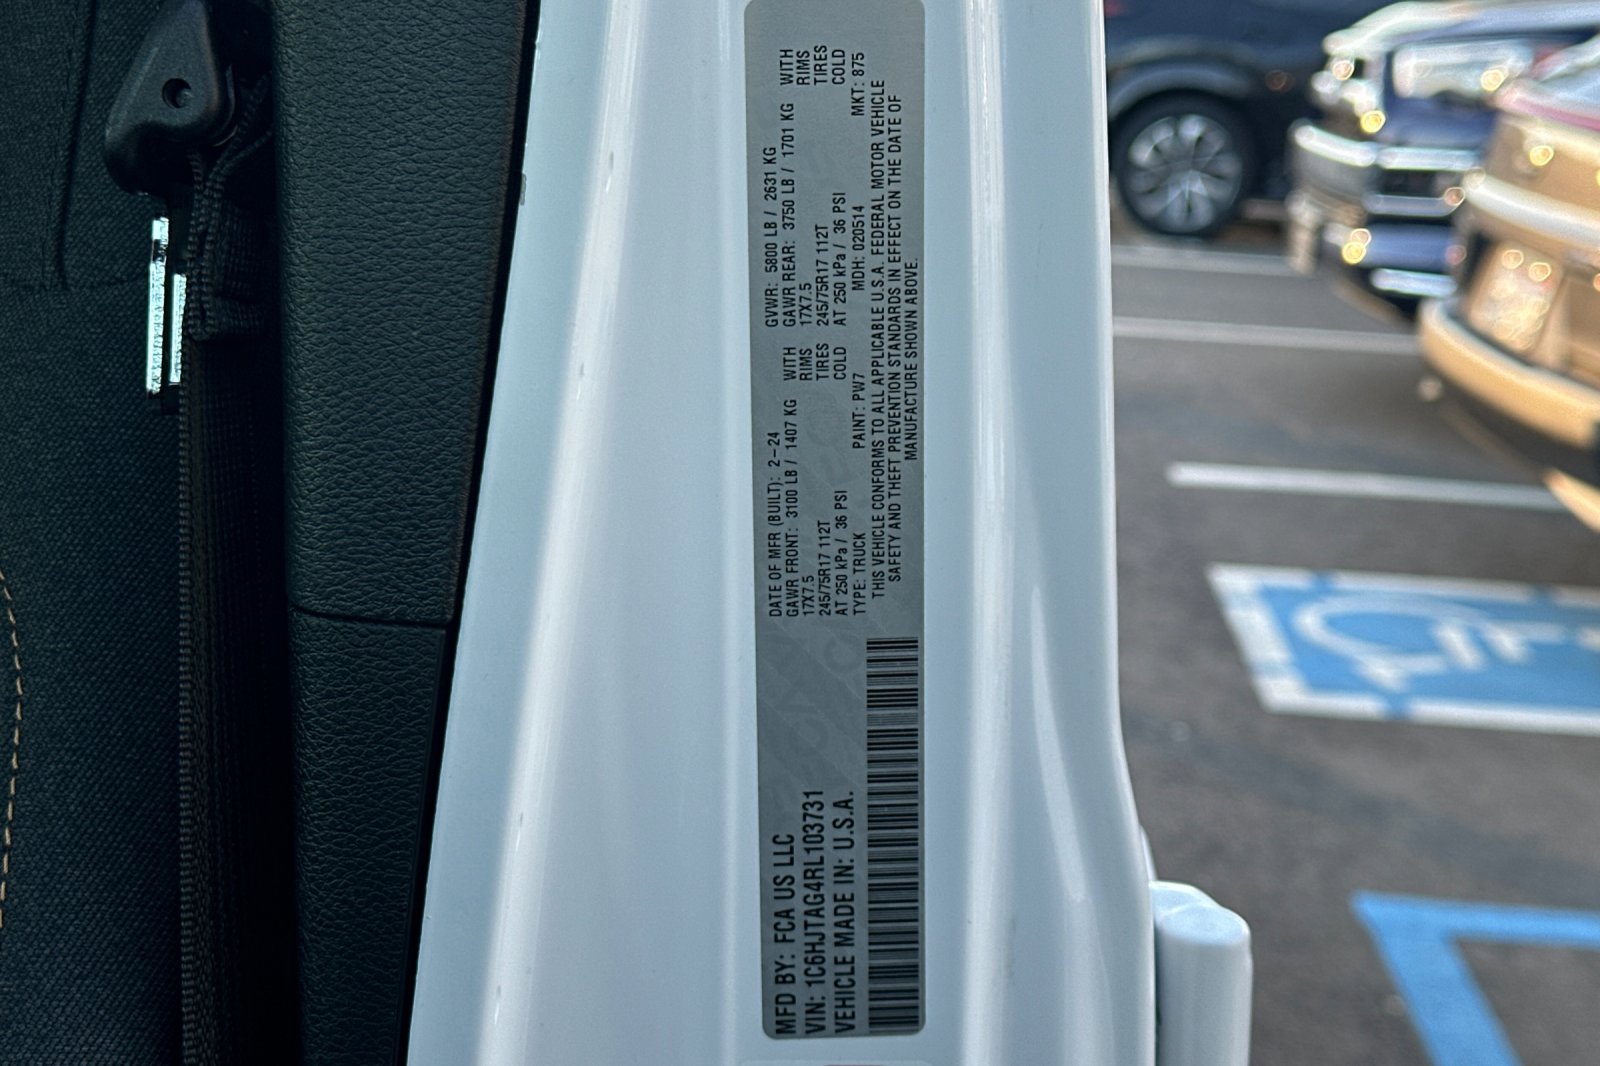 MFD BY: FCA US LLC
VIN: 1C6HJTAG4RL103731
VEHICLE MADE IN: U.S.A.
DATE OF MFR (BUILT): 2-24 GVWR: 5800 LB / 2631 KG
GAWR FRONT: 3100 LB / 1407 KG WITH GAWR REAR: 3750 LB / 1701 KG WITH
17X7.5 RIMS 17X7.5 RIMS
245/75R17 112T TIRES 245/75R17 112T TIRES
AT 250 kPa / 36 PSI COLD AT 250 kPa / 36 PSI COLD
TYPE: TRUCK PAINT: PW7 MDH: 020514 MKT: 875
THIS VEHICLE CONFORMS TO ALL APPLICABLE U.S.A. FEDERAL MOTOR VEHICLE
SAFETY AND THEFT PREVENTION STANDARDS IN EFFECT ON THE DATE OF
MANUFACTURE SHOWN ABOVE.